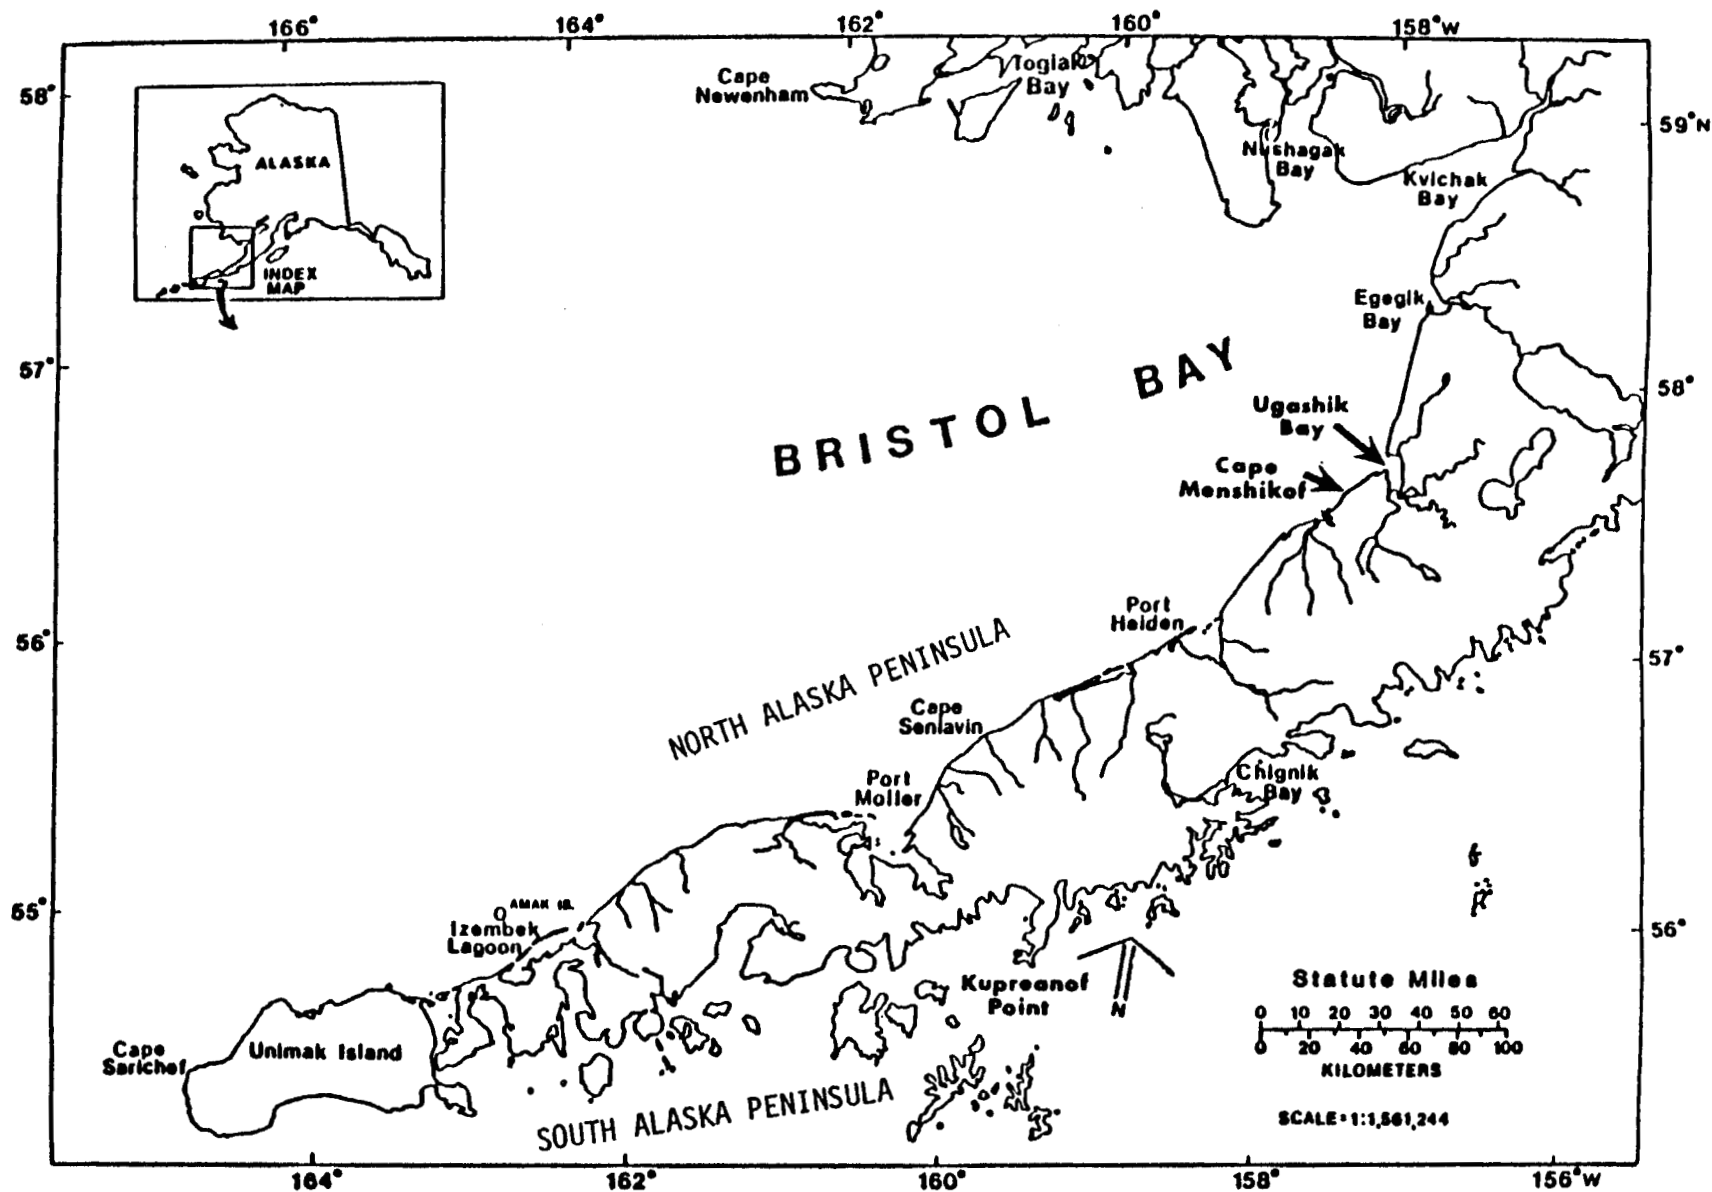 166°
164°
162°
160°
158°W
58°
57°
56°
55°
59°N
58°
57°
56°
164°
162°
160°
158°
156°W
ALASKA
INDEX
MAP
Cape
Newenham
Togiak
Bay
Nushagak
Bay
Kvichak
Bay
Egegik
Bay
BRISTOL BAY
Ugashik
Bay
Cape
Menshikof
Port
Heiden
NORTH ALASKA PENINSULA
Cape
Seniavin
Port
Moller
Chignik
Bay
AMAK IS.
Izembek
Lagoon
Kupreanof
Point
N
Cape
Sarichef
Unimak Island
SOUTH ALASKA PENINSULA
Statute Miles
0 10 20 30 40 50 60
0 20 40 60 80 100
KILOMETERS
SCALE=1:1,561,244